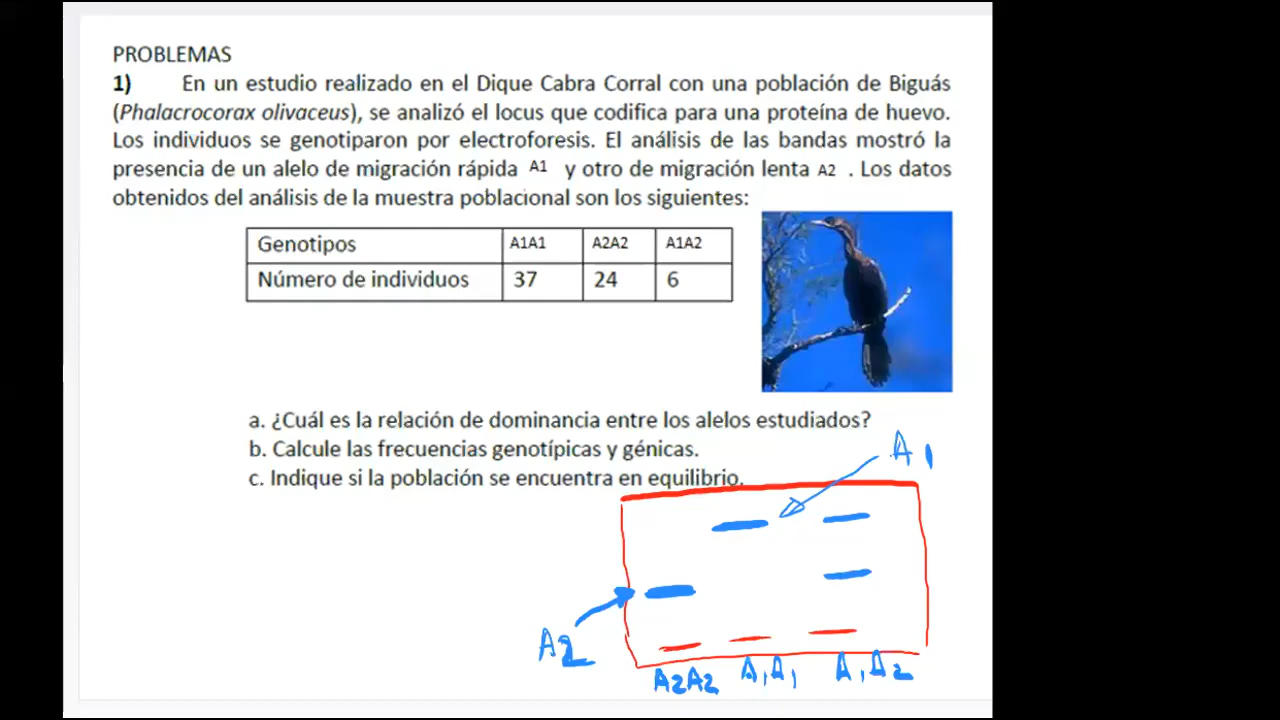 PROBLEMAS
1) En un estudio realizado en el Dique Cabra Corral con una población de Biguás
(Phalacrocorax olivaceus), se analizó el locus que codifica para una proteína de huevo.
Los individuos se genotiparon por electroforesis. El análisis de las bandas mostró la
presencia de un alelo de migración rápida A1 y otro de migración lenta A2 . Los datos
obtenidos del análisis de la muestra poblacional son los siguientes:
Genotipos A1A1 A2A2 A1A2
Número de individuos 37 24 6
a. ¿Cuál es la relación de dominancia entre los alelos estudiados?
b. Calcule las frecuencias genotípicas y génicas.
c. Indique si la población se encuentra en equilibrio.
A1
A2
A2A2 A1A1 A1A2